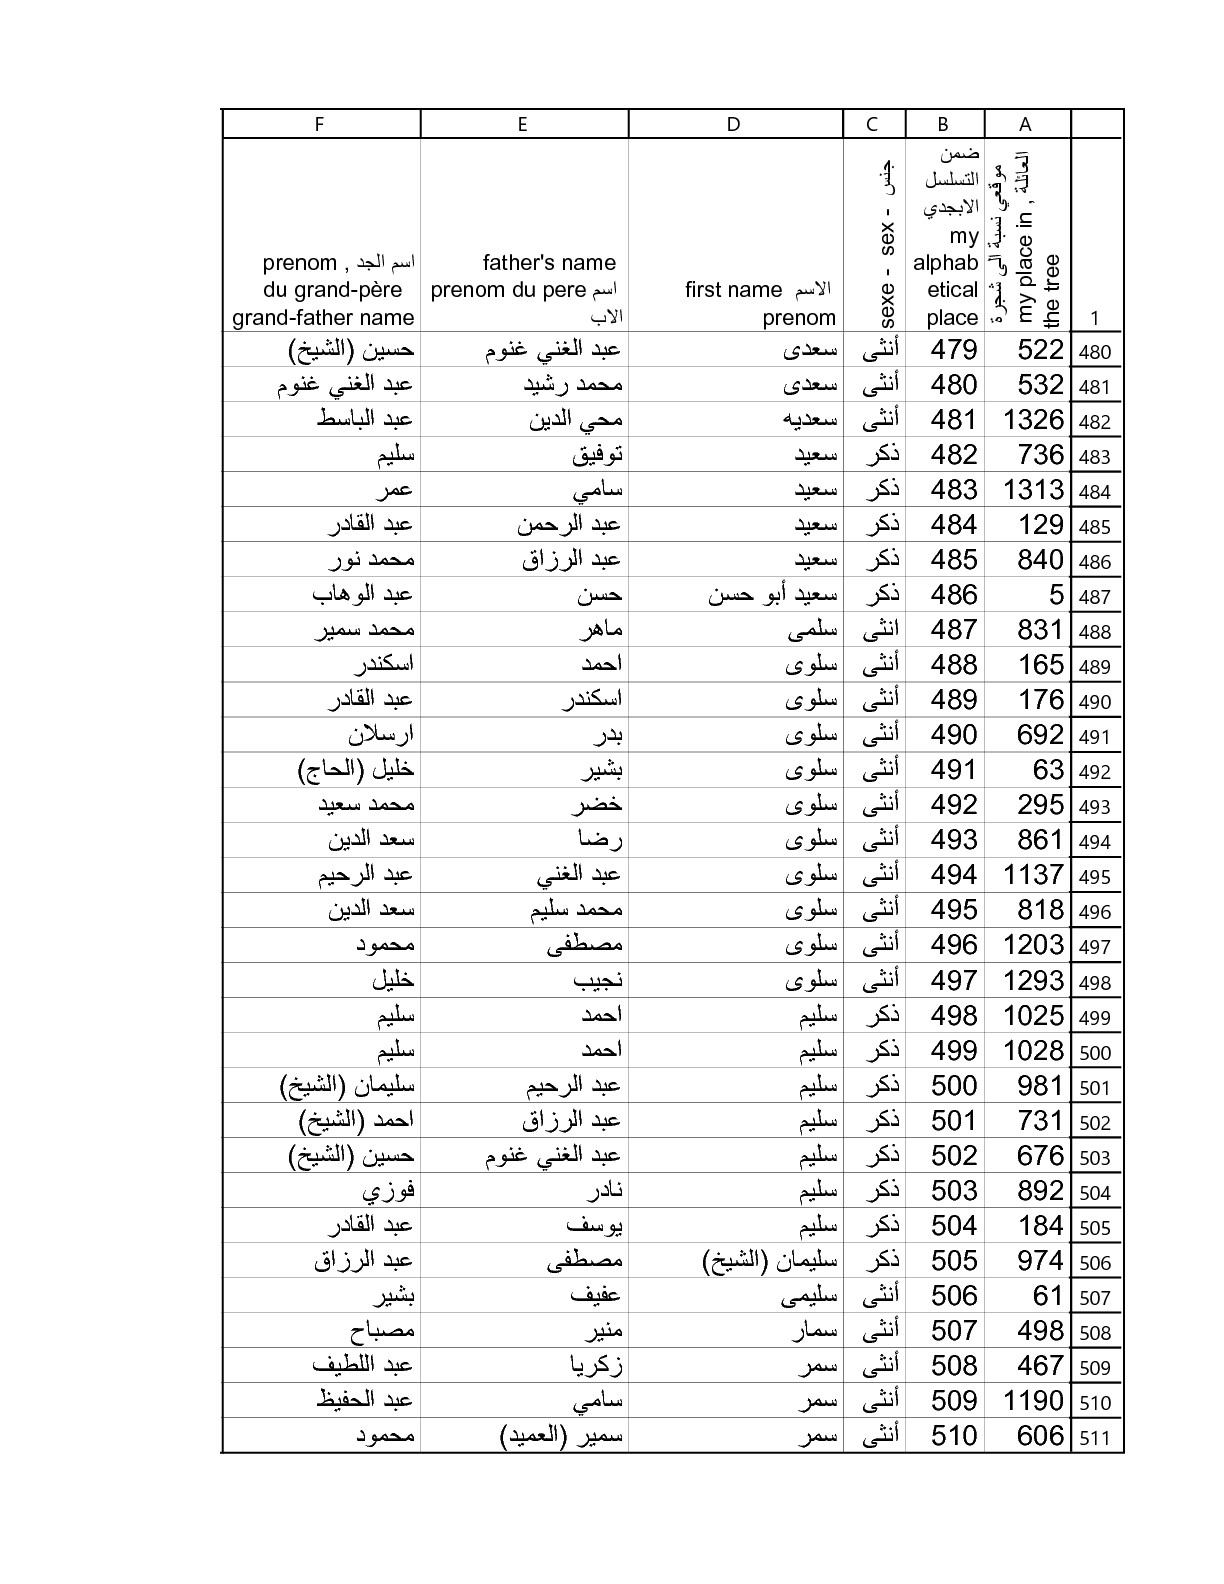 F E D C B A
اسم الجد , prenom du grand-père grand-father name | father's name prenom du pere اسم الاب | first name الاسم prenom | sexe - sex - جنس | ضمن التسلسل الابجدي my alphabetical place | موقعي نسبة الى شجرة العائلة , my place in the tree | 1
حسين (الشيخ) | عبد الغني غنوم | سعدى | أنثى | 479 | 522 | 480
عبد الغني غنوم | محمد رشيد | سعدى | أنثى | 480 | 532 | 481
عبد الباسط | محي الدين | سعديه | أنثى | 481 | 1326 | 482
سليم | توفيق | سعيد | ذكر | 482 | 736 | 483
عمر | سامي | سعيد | ذكر | 483 | 1313 | 484
عبد القادر | عبد الرحمن | سعيد | ذكر | 484 | 129 | 485
محمد نور | عبد الرزاق | سعيد | ذكر | 485 | 840 | 486
عبد الوهاب | حسن | سعيد أبو حسن | ذكر | 486 | 5 | 487
محمد سمير | ماهر | سلمى | انثى | 487 | 831 | 488
اسكندر | احمد | سلوى | أنثى | 488 | 165 | 489
عبد القادر | اسكندر | سلوى | أنثى | 489 | 176 | 490
ارسلان | بدر | سلوى | أنثى | 490 | 692 | 491
خليل (الحاج) | بشير | سلوى | أنثى | 491 | 63 | 492
محمد سعيد | خضر | سلوى | أنثى | 492 | 295 | 493
سعد الدين | رضا | سلوى | أنثى | 493 | 861 | 494
عبد الرحيم | عبد الغني | سلوى | أنثى | 494 | 1137 | 495
سعد الدين | محمد سليم | سلوى | أنثى | 495 | 818 | 496
محمود | مصطفى | سلوى | أنثى | 496 | 1203 | 497
خليل | نجيب | سلوى | أنثى | 497 | 1293 | 498
سليم | احمد | سليم | ذكر | 498 | 1025 | 499
سليم | احمد | سليم | ذكر | 499 | 1028 | 500
سليمان (الشيخ) | عبد الرحيم | سليم | ذكر | 500 | 981 | 501
احمد (الشيخ) | عبد الرزاق | سليم | ذكر | 501 | 731 | 502
حسين (الشيخ) | عبد الغني غنوم | سليم | ذكر | 502 | 676 | 503
فوزي | نادر | سليم | ذكر | 503 | 892 | 504
عبد القادر | يوسف | سليم | ذكر | 504 | 184 | 505
عبد الرزاق | مصطفى | سليمان (الشيخ) | ذكر | 505 | 974 | 506
بشير | عفيف | سليمى | أنثى | 506 | 61 | 507
مصباح | منير | سمار | أنثى | 507 | 498 | 508
عبد اللطيف | زكريا | سمر | أنثى | 508 | 467 | 509
عبد الحفيظ | سامي | سمر | أنثى | 509 | 1190 | 510
محمود | سمير (العميد) | سمر | أنثى | 510 | 606 | 511